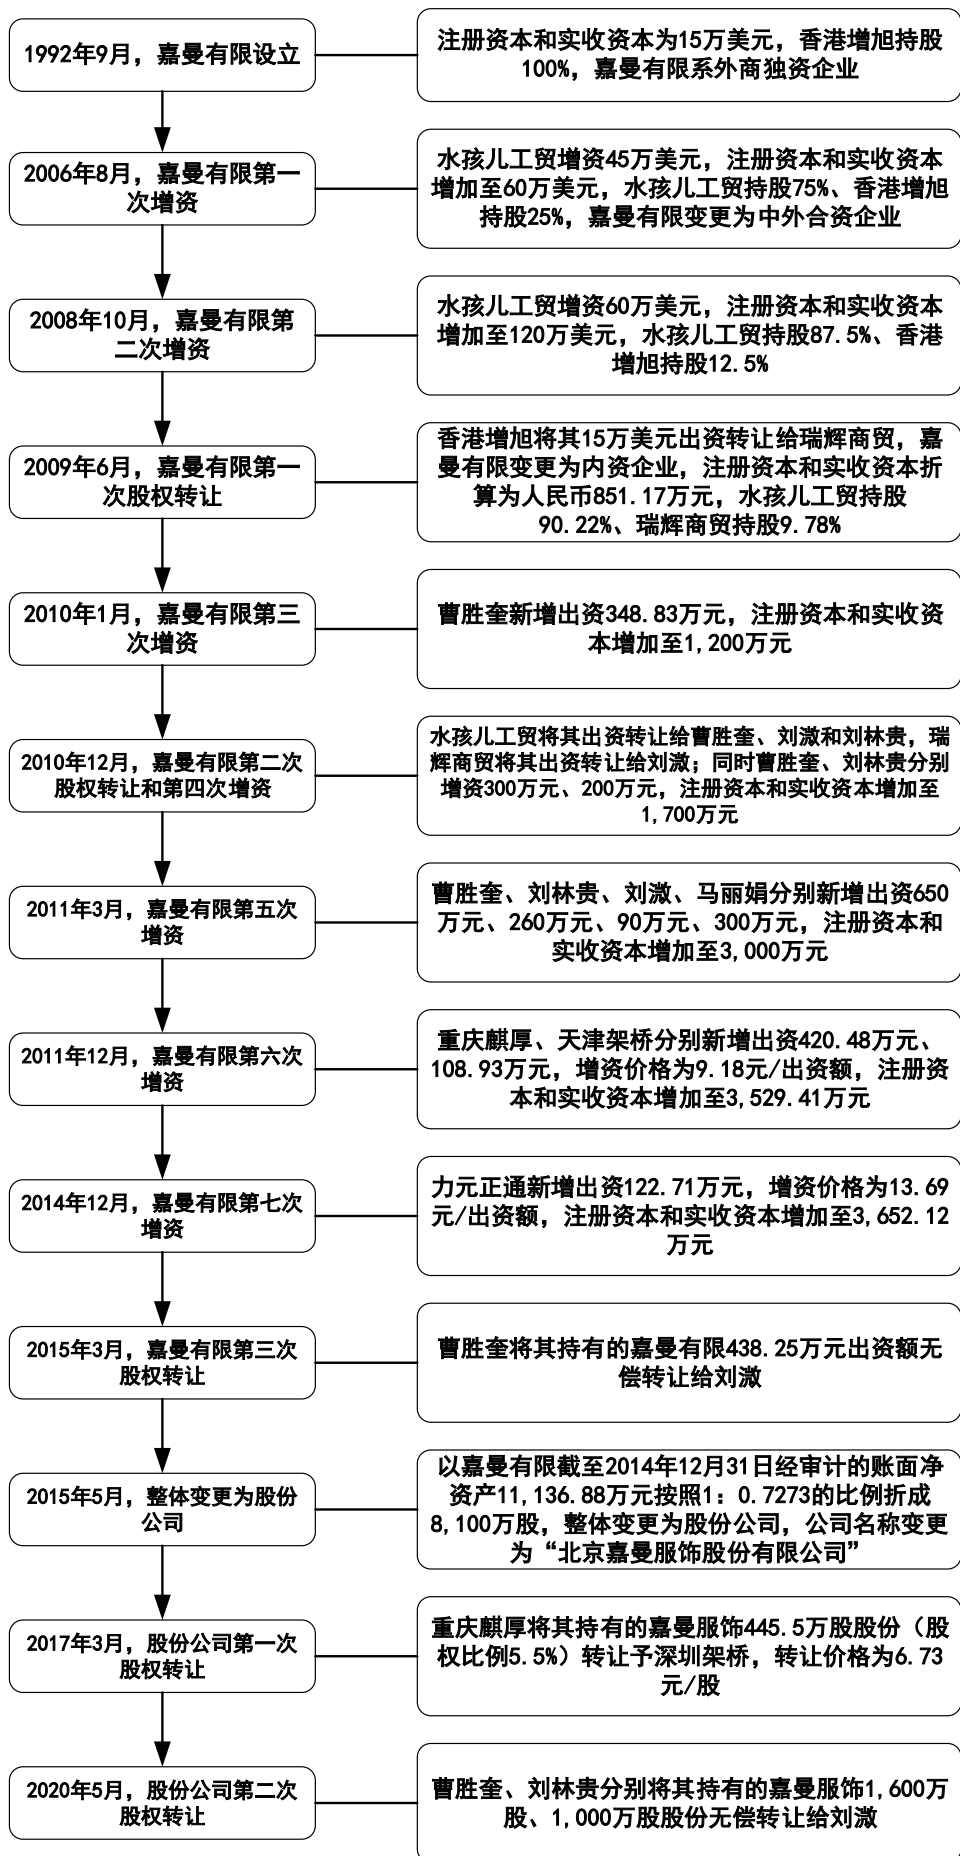 1992年9月，嘉曼有限设立
注册资本和实收资本为15万美元，香港增旭持股
100%，嘉曼有限系外商独资企业
2006年8月，嘉曼有限第一
次增资
水孩儿工贸增资45万美元，注册资本和实收资本
增加至60万美元，水孩儿工贸持股75%、香港增旭
持股25%，嘉曼有限变更为中外合资企业
2008年10月，嘉曼有限第
二次增资
水孩儿工贸增资60万美元，注册资本和实收资本
增加至120万美元，水孩儿工贸持股87.5%、香港
增旭持股12.5%
2009年6月，嘉曼有限第一
次股权转让
香港增旭将其15万美元出资转让给瑞辉商贸，嘉
曼有限变更为内资企业，注册资本和实收资本折
算为人民币851.17万元，水孩儿工贸持股
90.22%、瑞辉商贸持股9.78%
2010年1月，嘉曼有限第三
次增资
曹胜奎新增出资348.83万元，注册资本和实收资
本增加至1,200万元
2010年12月，嘉曼有限第二次
股权转让和第四次增资
水孩儿工贸将其出资转让给曹胜奎、刘溦和刘林贵，瑞
辉商贸将其出资转让给刘溦；同时曹胜奎、刘林贵分别
增资300万元、200万元，注册资本和实收资本增加至
1,700万元
2011年3月，嘉曼有限第五次
增资
曹胜奎、刘林贵、刘溦、马丽娟分别新增出资650
万元、260万元、90万元、300万元，注册资本和
实收资本增加至3,000万元
2011年12月，嘉曼有限第六次
增资
重庆麒厚、天津架桥分别新增出资420.48万元、
108.93万元，增资价格为9.18元/出资额，注册资
本和实收资本增加至3,529.41万元
2014年12月，嘉曼有限第七次
增资
力元正通新增出资122.71万元，增资价格为13.69
元/出资额，注册资本和实收资本增加至3,652.12
万元
2015年3月，嘉曼有限第三次
股权转让
曹胜奎将其持有的嘉曼有限438.25万元出资额无
偿转让给刘溦
2015年5月，整体变更为股份
公司
以嘉曼有限截至2014年12月31日经审计的账面净
资产11,136.88万元按照1：0.7273的比例折成
8,100万股，整体变更为股份公司，公司名称变更
为“北京嘉曼服饰股份有限公司”
2017年3月，股份公司第一次
股权转让
重庆麒厚将其持有的嘉曼服饰445.5万股股份（股
权比例5.5%）转让予深圳架桥，转让价格为6.73
元/股
2020年5月，股份公司第二次
股权转让
曹胜奎、刘林贵分别将其持有的嘉曼服饰1,600万
股、1,000万股股份无偿转让给刘溦